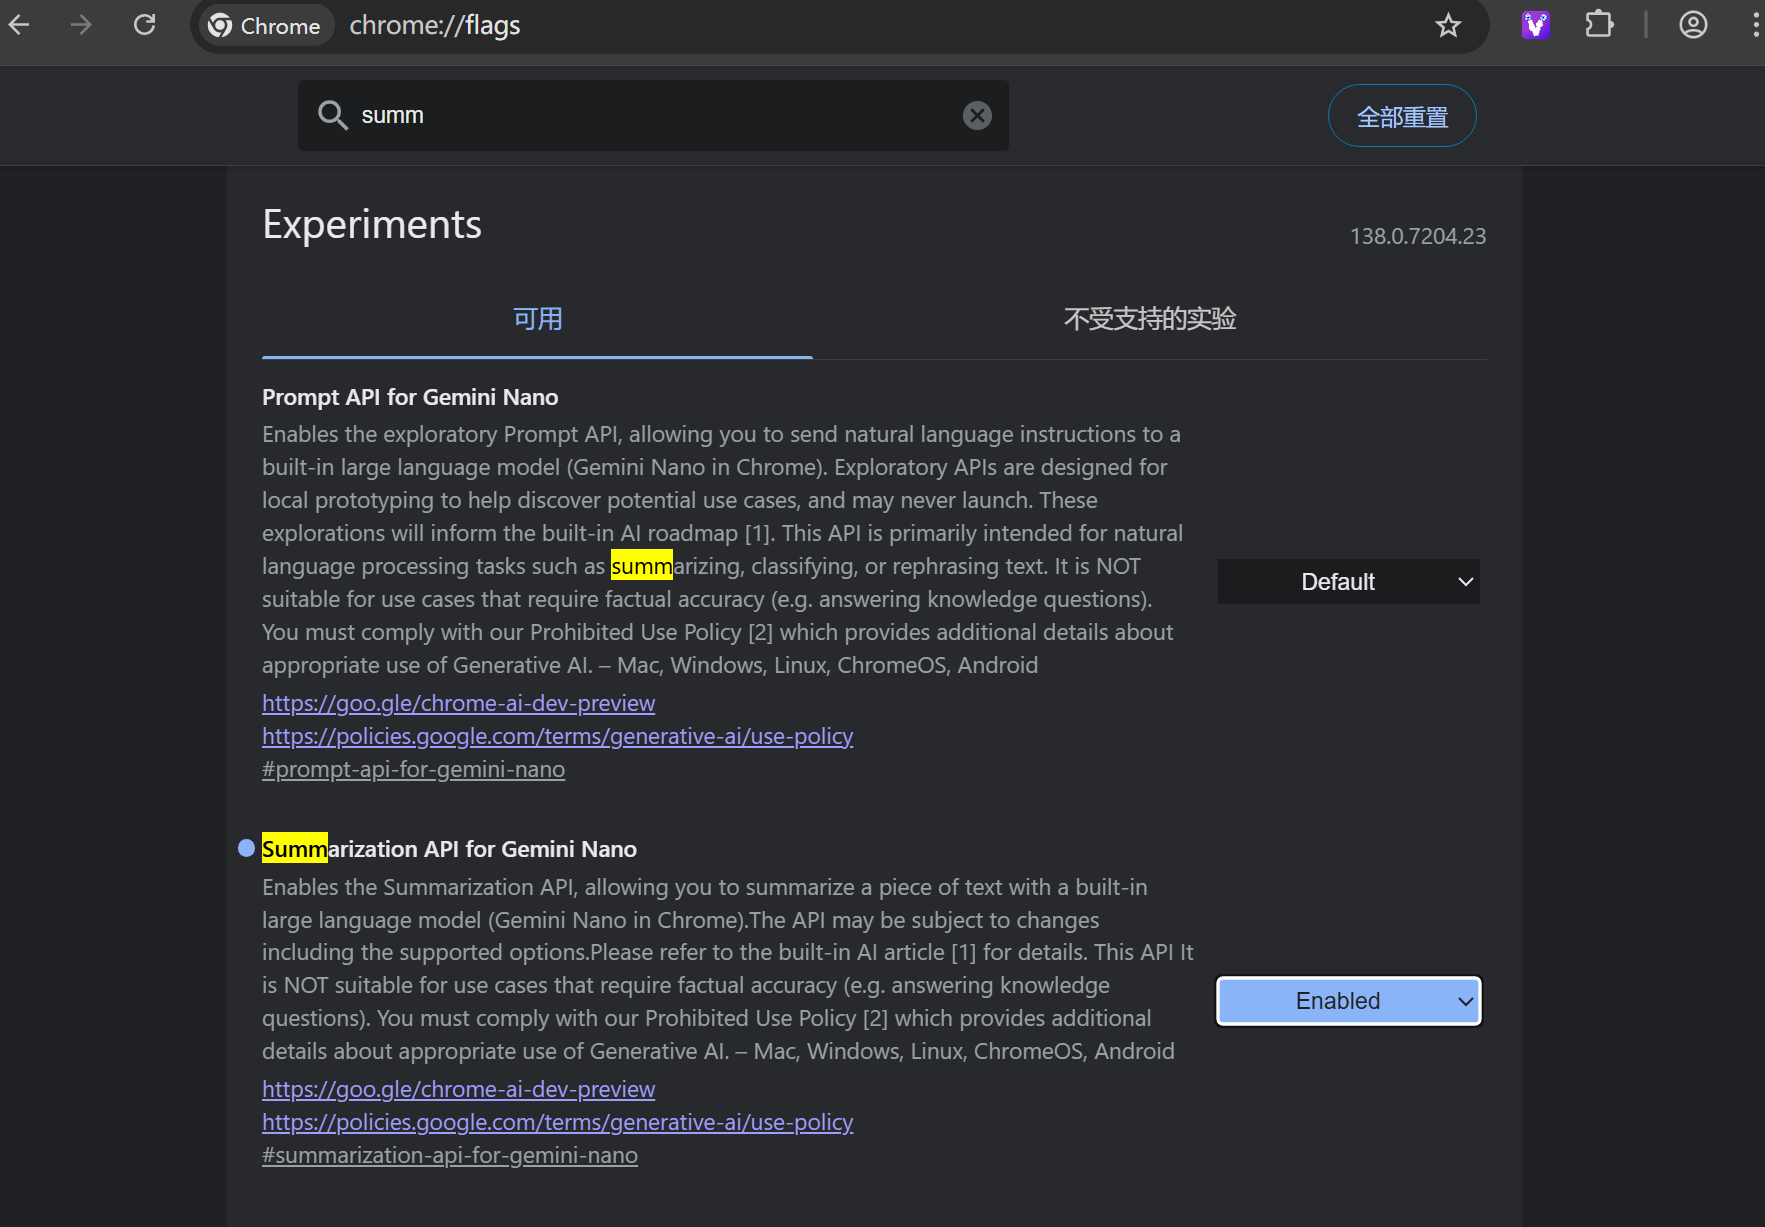 Chrome
chrome://flags
summ
全部重置
Experiments
138.0.7204.23
可用
不受支持的实验
Prompt API for Gemini Nano
Enables the exploratory Prompt API, allowing you to send natural language instructions to a
built-in large language model (Gemini Nano in Chrome). Exploratory APIs are designed for
local prototyping to help discover potential use cases, and may never launch. These
explorations will inform the built-in AI roadmap [1]. This API is primarily intended for natural
language processing tasks such as summarizing, classifying, or rephrasing text. It is NOT
suitable for use cases that require factual accuracy (e.g. answering knowledge questions).
You must comply with our Prohibited Use Policy [2] which provides additional details about
appropriate use of Generative AI. – Mac, Windows, Linux, ChromeOS, Android
https://goo.gle/chrome-ai-dev-preview
https://policies.google.com/terms/generative-ai/use-policy
#prompt-api-for-gemini-nano
Default
Summarization API for Gemini Nano
Enables the Summarization API, allowing you to summarize a piece of text with a built-in
large language model (Gemini Nano in Chrome).The API may be subject to changes
including the supported options.Please refer to the built-in AI article [1] for details. This API It
is NOT suitable for use cases that require factual accuracy (e.g. answering knowledge
questions). You must comply with our Prohibited Use Policy [2] which provides additional
details about appropriate use of Generative AI. – Mac, Windows, Linux, ChromeOS, Android
https://goo.gle/chrome-ai-dev-preview
https://policies.google.com/terms/generative-ai/use-policy
#summarization-api-for-gemini-nano
Enabled